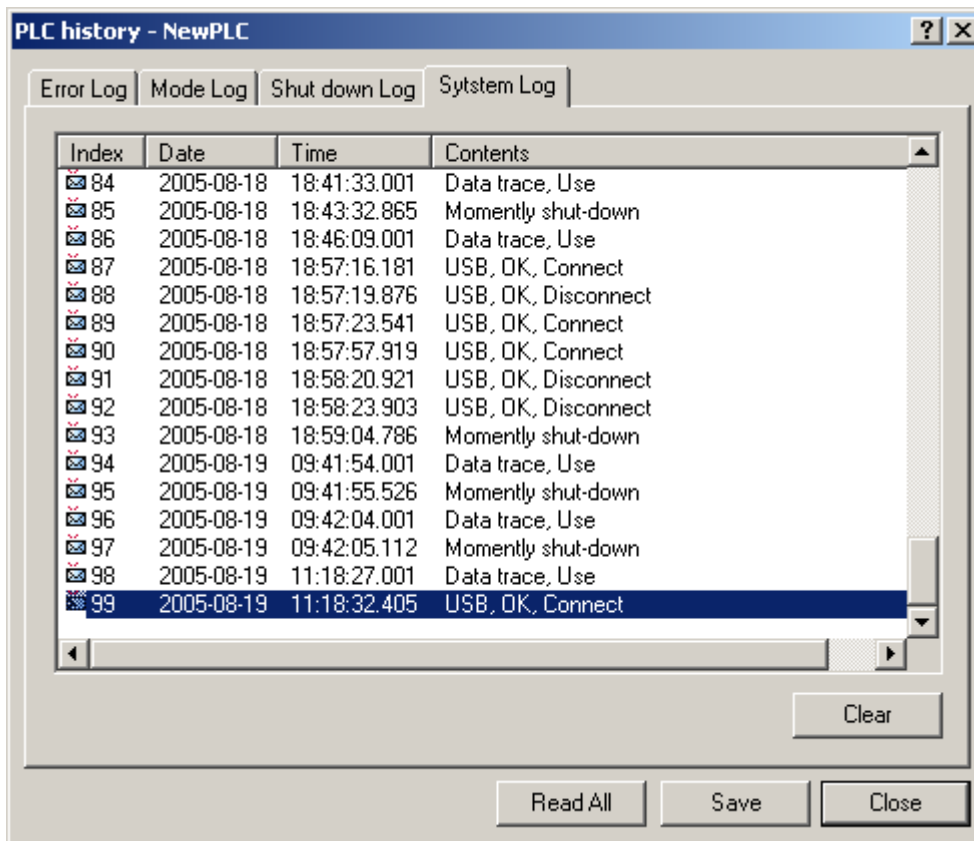 PLC history - NewPLC
Error Log Mode Log Shut down Log Sytstem Log
Index Date Time Contents
84 2005-08-18 18:41:33.001 Data trace, Use
85 2005-08-18 18:43:32.865 Momently shut-down
86 2005-08-18 18:46:09.001 Data trace, Use
87 2005-08-18 18:57:16.181 USB, OK, Connect
88 2005-08-18 18:57:19.876 USB, OK, Disconnect
89 2005-08-18 18:57:23.541 USB, OK, Connect
90 2005-08-18 18:57:57.919 USB, OK, Connect
91 2005-08-18 18:58:20.921 USB, OK, Disconnect
92 2005-08-18 18:58:23.903 USB, OK, Disconnect
93 2005-08-18 18:59:04.786 Momently shut-down
94 2005-08-19 09:41:54.001 Data trace, Use
95 2005-08-19 09:41:55.526 Momently shut-down
96 2005-08-19 09:42:04.001 Data trace, Use
97 2005-08-19 09:42:05.112 Momently shut-down
98 2005-08-19 11:18:27.001 Data trace, Use
99 2005-08-19 11:18:32.405 USB, OK, Connect
Clear
Read All Save Close